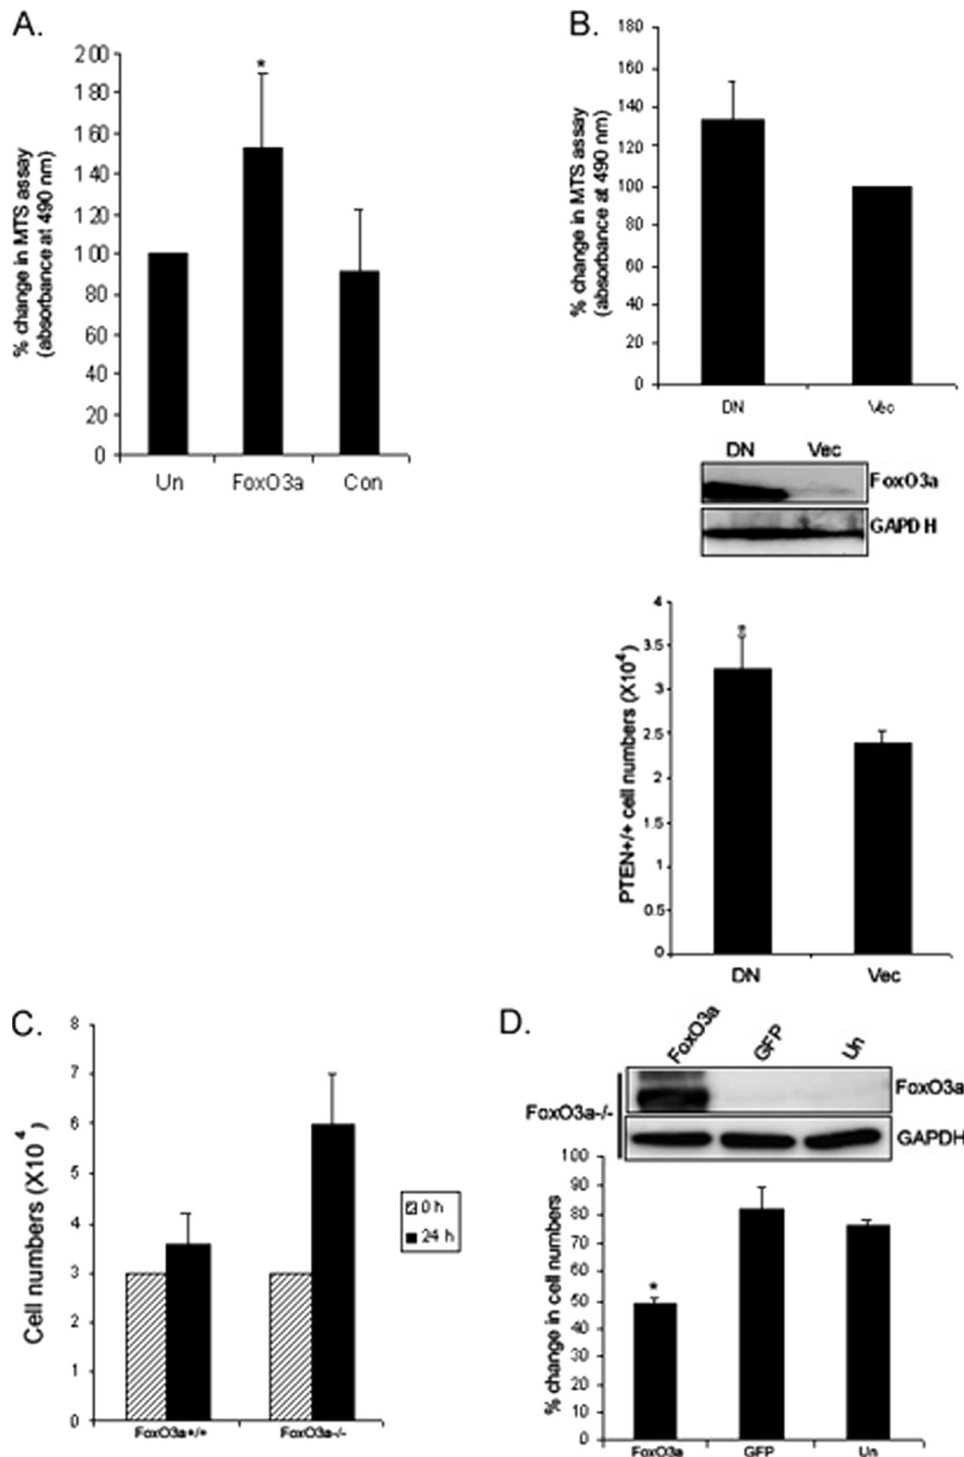 A.
% change in MTS assay
(absorbance at 490 nm)
200
180
160
140
120
100
80
60
40
20
0
*
Un FoxO3a Con
B.
% change in MTS assay
(absorbance at 490 nm)
180
160
140
120
100
80
60
40
20
0
DN Vec
DN Vec
FoxO3a
GAPDH
PTEN+/+ cell numbers (X10⁴)
4
3.5
3
2.5
2
1.5
1
0.5
0
DN Vec
C.
Cell numbers (X10⁴)
8
7
6
5
4
3
2
1
0
0 h
24 h
FoxO3a+/+ FoxO3a-/-
D.
FoxO3a GFP Un
FoxO3a-/-
FoxO3a
GAPDH
% change in cell numbers
100
90
80
70
60
50
40
30
20
10
0
*
FoxO3a GFP Un